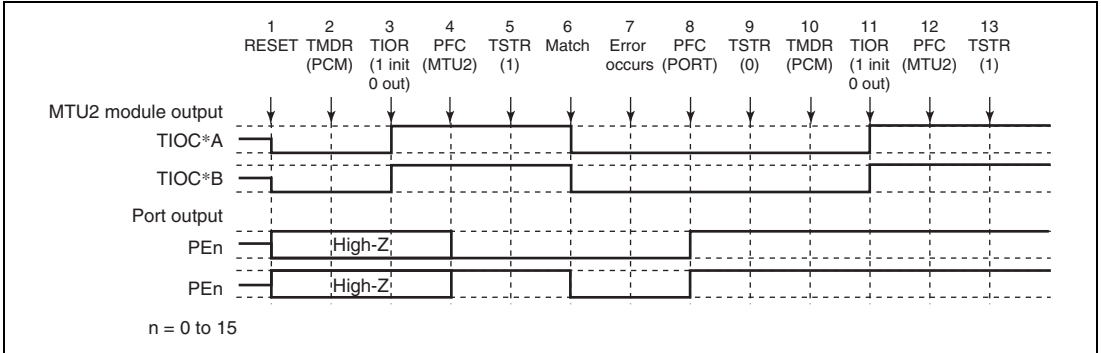 1 2 3 4 5 6 7 8 9 10 11 12 13
RESET TMDR TIOR PFC TSTR Match Error PFC TSTR TMDR TIOR PFC TSTR
(PCM) (1 init (MTU2) (1) occurs (PORT) (0) (PCM) (1 init (MTU2) (1)
0 out) 0 out)
MTU2 module output
TIOC*A
TIOC*B
Port output
PEn High-Z
PEn High-Z
n = 0 to 15